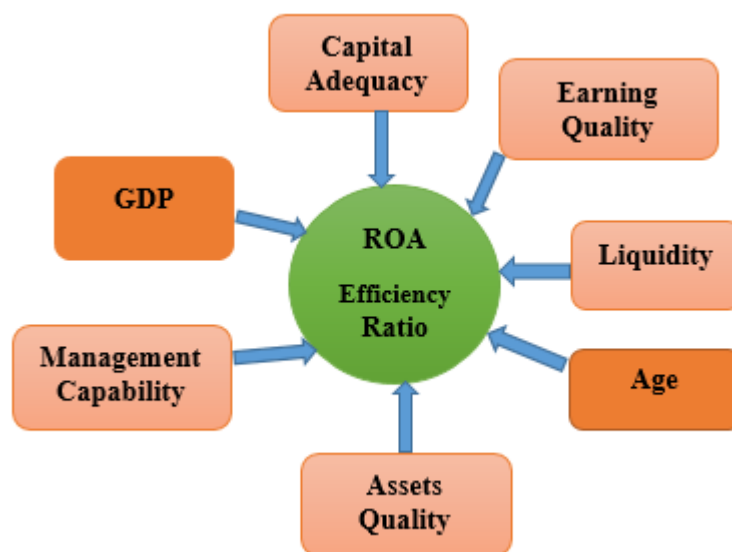 Capital
Adequacy
Earning
Quality
GDP
ROA
Efficiency
Ratio
Liquidity
Management
Capability
Age
Assets
Quality